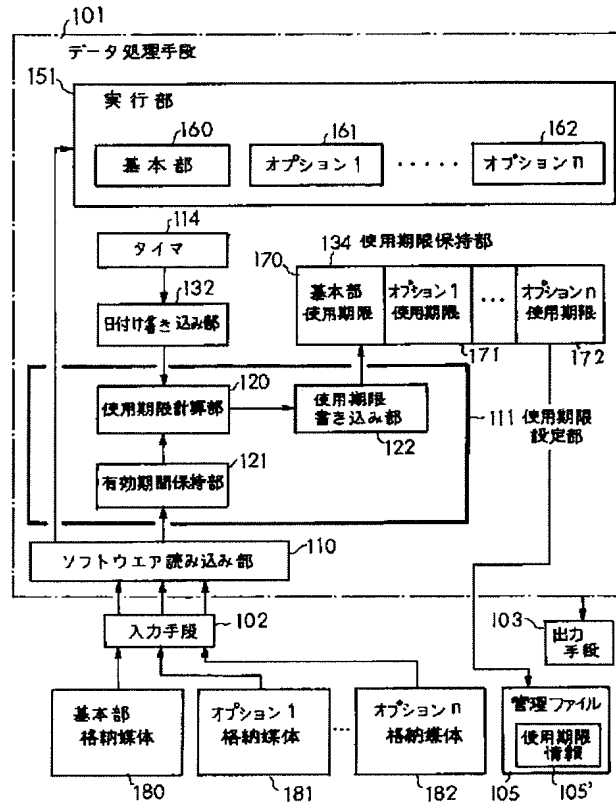 101
データ処理手段
151
実行部
160
161
162
基本部
オプション1
・・・・・
オプションn
114
タイマ
134 使用期限保持部
170
132
基本部
使用期限
オプション1
使用期限
...
オプションn
使用期限
日付け書き込み部
171
172
120
使用期限計算部
使用期限
書き込み部
111 使用期限
設定部
121
122
有効期間保持部
110
ソフトウエア読み込み部
102
入力手段
103
出力
手段
基本部
格納媒体
オプション1
格納媒体
...
オプションn
格納媒体
管理ファイル
使用期限
情報
180
181
182
105
105'